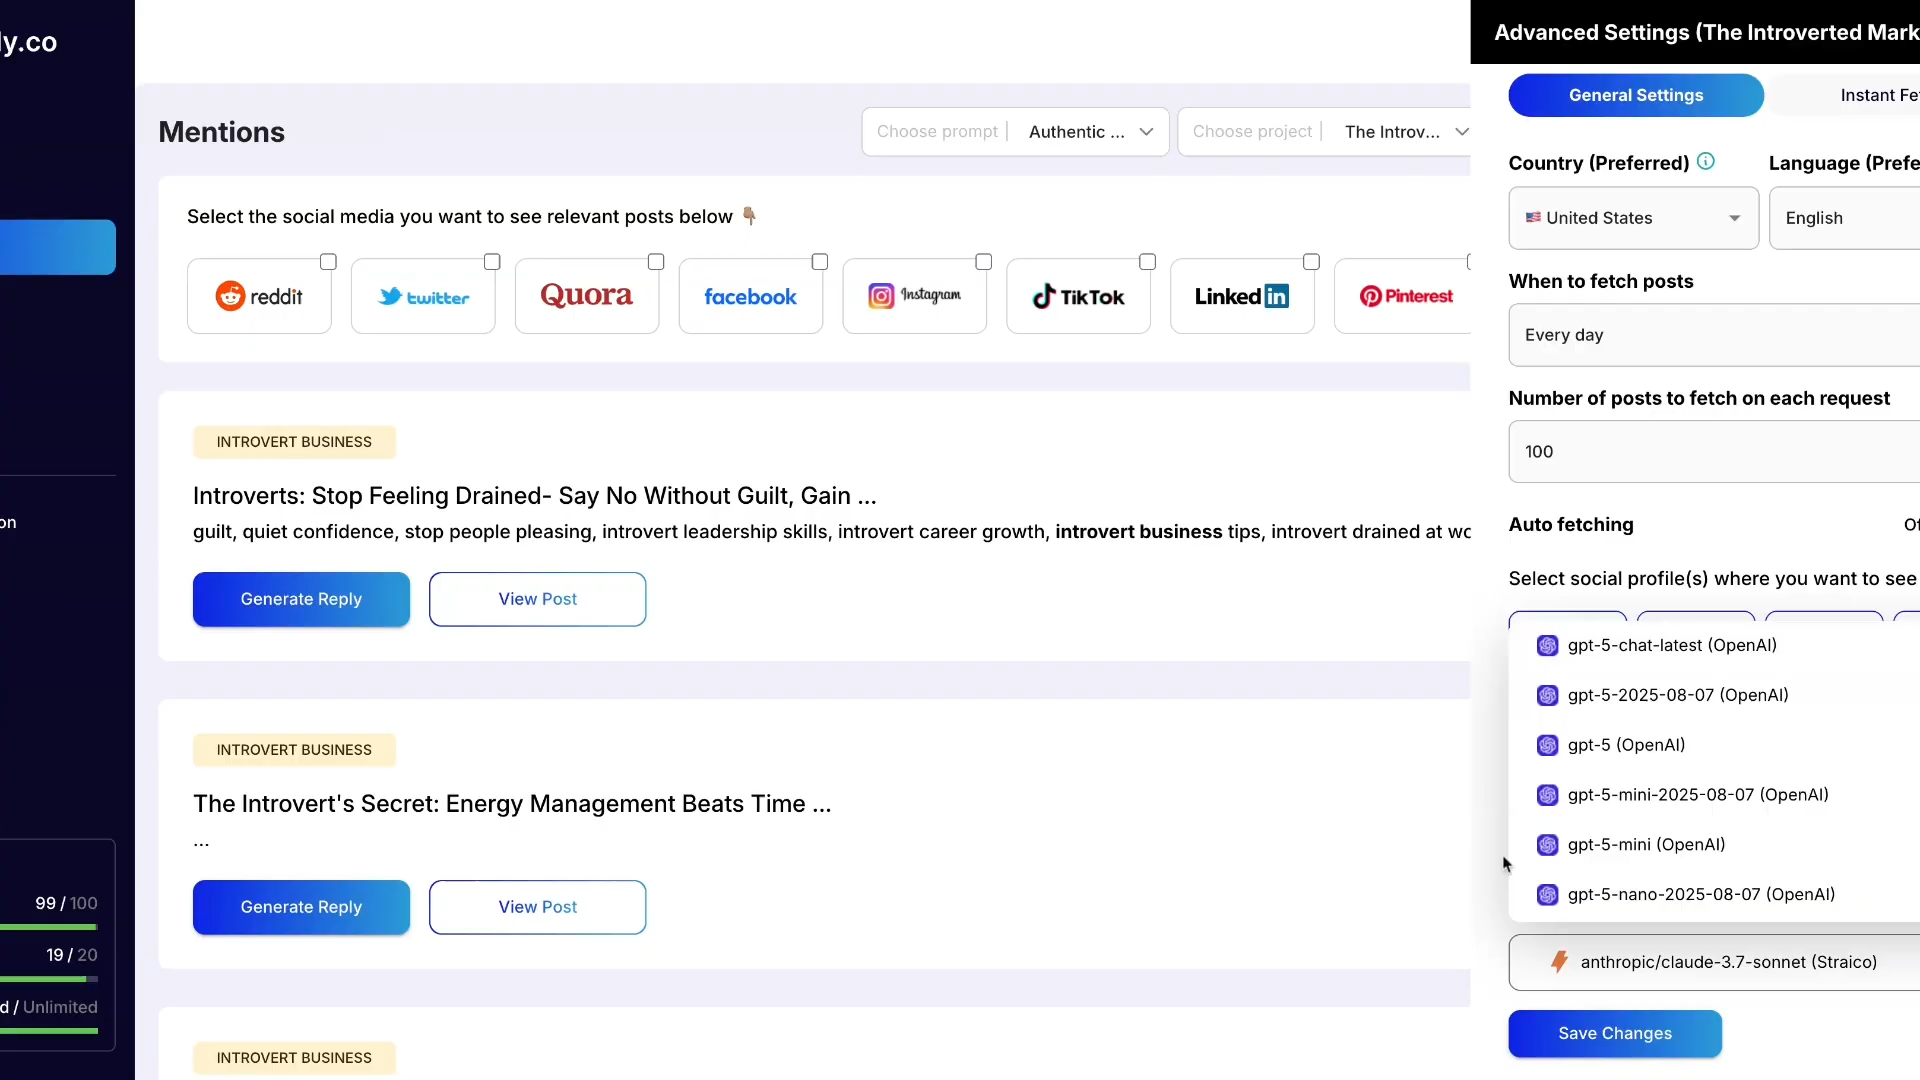 ly.co
on
99 / 100
19 / 20
d / Unlimited
Mentions
Choose prompt
Authentic ...
Choose project
The Introv...
Select the social media you want to see relevant posts below 👇🏽
reddit
twitter
Quora
facebook
Instagram
TikTok
Linked in
Pinterest
INTROVERT BUSINESS
Introverts: Stop Feeling Drained- Say No Without Guilt, Gain ...
guilt, quiet confidence, stop people pleasing, introvert leadership skills, introvert career growth, introvert business tips, introvert drained at wo
Generate Reply
View Post
INTROVERT BUSINESS
The Introvert's Secret: Energy Management Beats Time ...
...
Generate Reply
View Post
INTROVERT BUSINESS
Advanced Settings (The Introverted Mark
General Settings
Instant Fe
Country (Preferred)
Language (Prefe
United States
English
When to fetch posts
Every day
Number of posts to fetch on each request
100
Auto fetching
Of
Select social profile(s) where you want to see
gpt-5-chat-latest (OpenAI)
gpt-5-2025-08-07 (OpenAI)
gpt-5 (OpenAI)
gpt-5-mini-2025-08-07 (OpenAI)
gpt-5-mini (OpenAI)
gpt-5-nano-2025-08-07 (OpenAI)
anthropic/claude-3.7-sonnet (Straico)
Save Changes